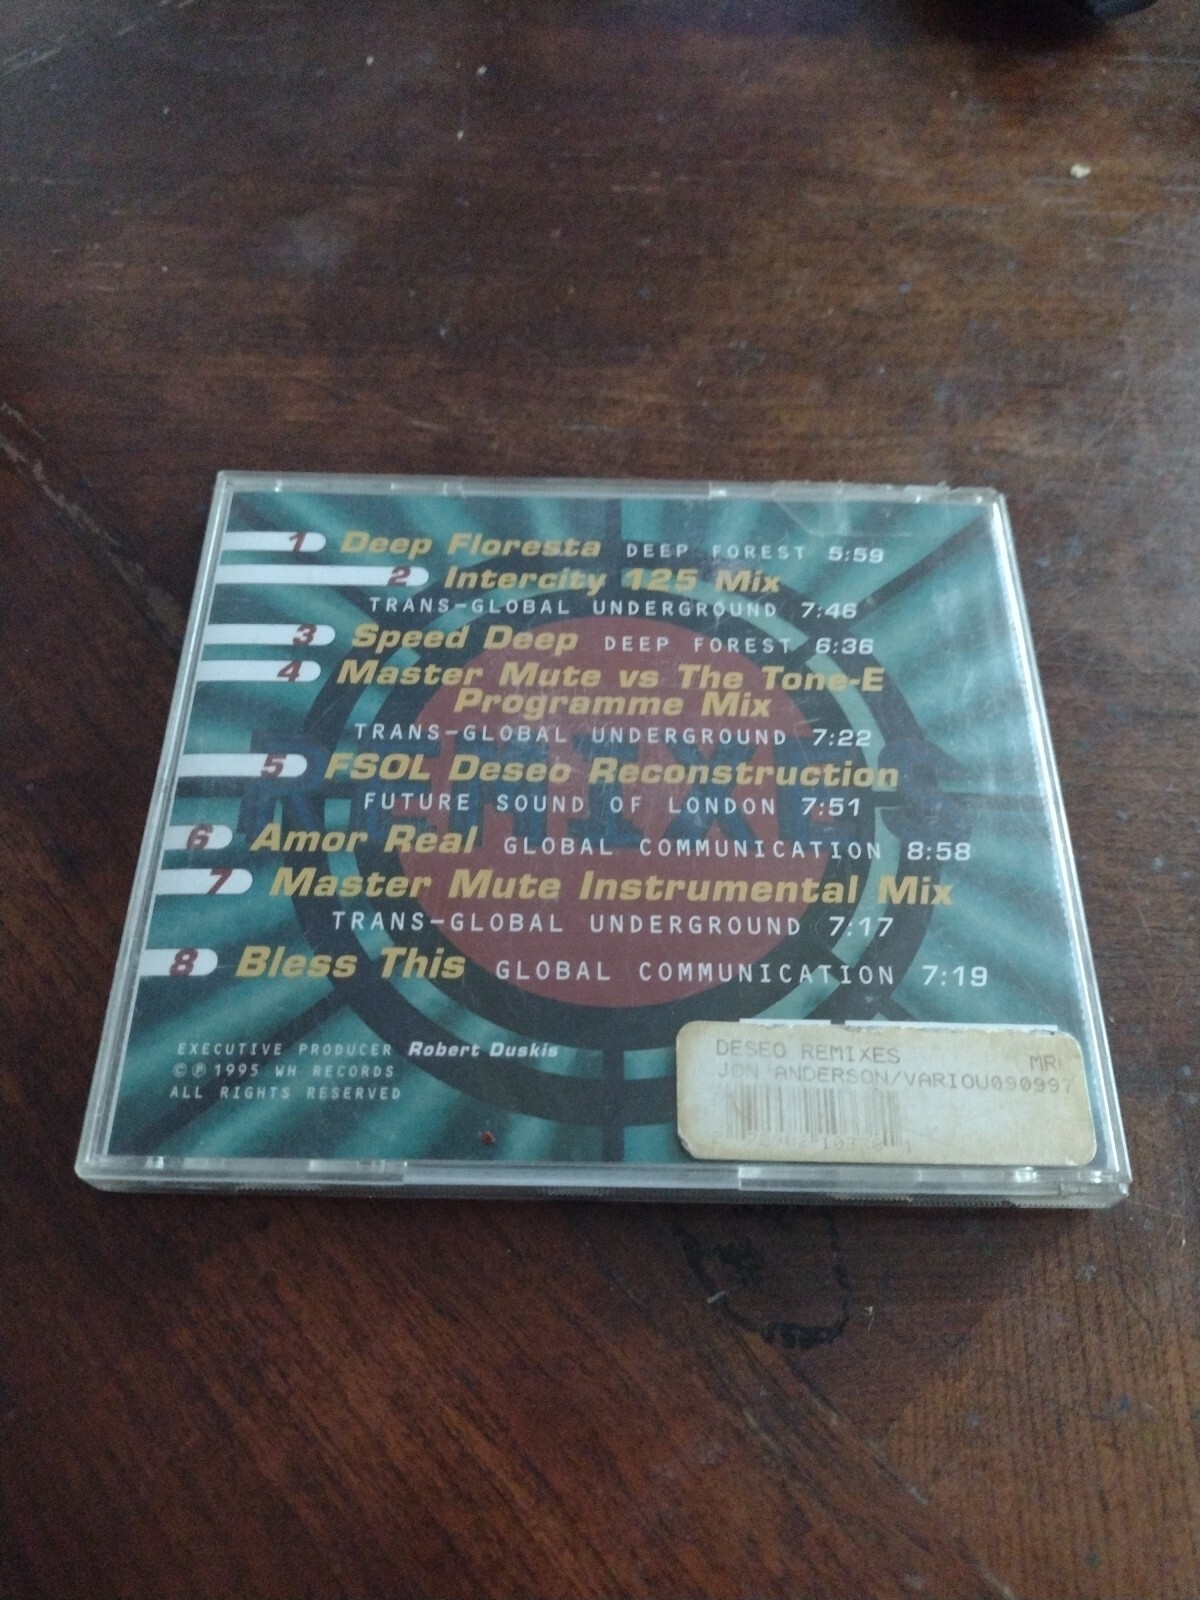 1 Deep Floresta DEEP FOREST 5:59
2 Intercity 125 Mix
TRANS-GLOBAL UNDERGROUND 7:46
3 Speed Deep DEEP FOREST 6:36
4 Master Mute vs The Tone-E
Programme Mix
TRANS-GLOBAL UNDERGROUND 7:22
REMIXES
5 FSOL Deseo Reconstruction
FUTURE SOUND OF LONDON 7:51
6 Amor Real GLOBAL COMMUNICATION 8:58
7 Master Mute Instrumental Mix
TRANS-GLOBAL UNDERGROUND 7:17
8 Bless This GLOBAL COMMUNICATION 7:19
EXECUTIVE PRODUCER Robert Duskis
©℗ 1995 WH RECORDS
ALL RIGHTS RESERVED
DESEO REMIXES
JON ANDERSON/VARIOU090997